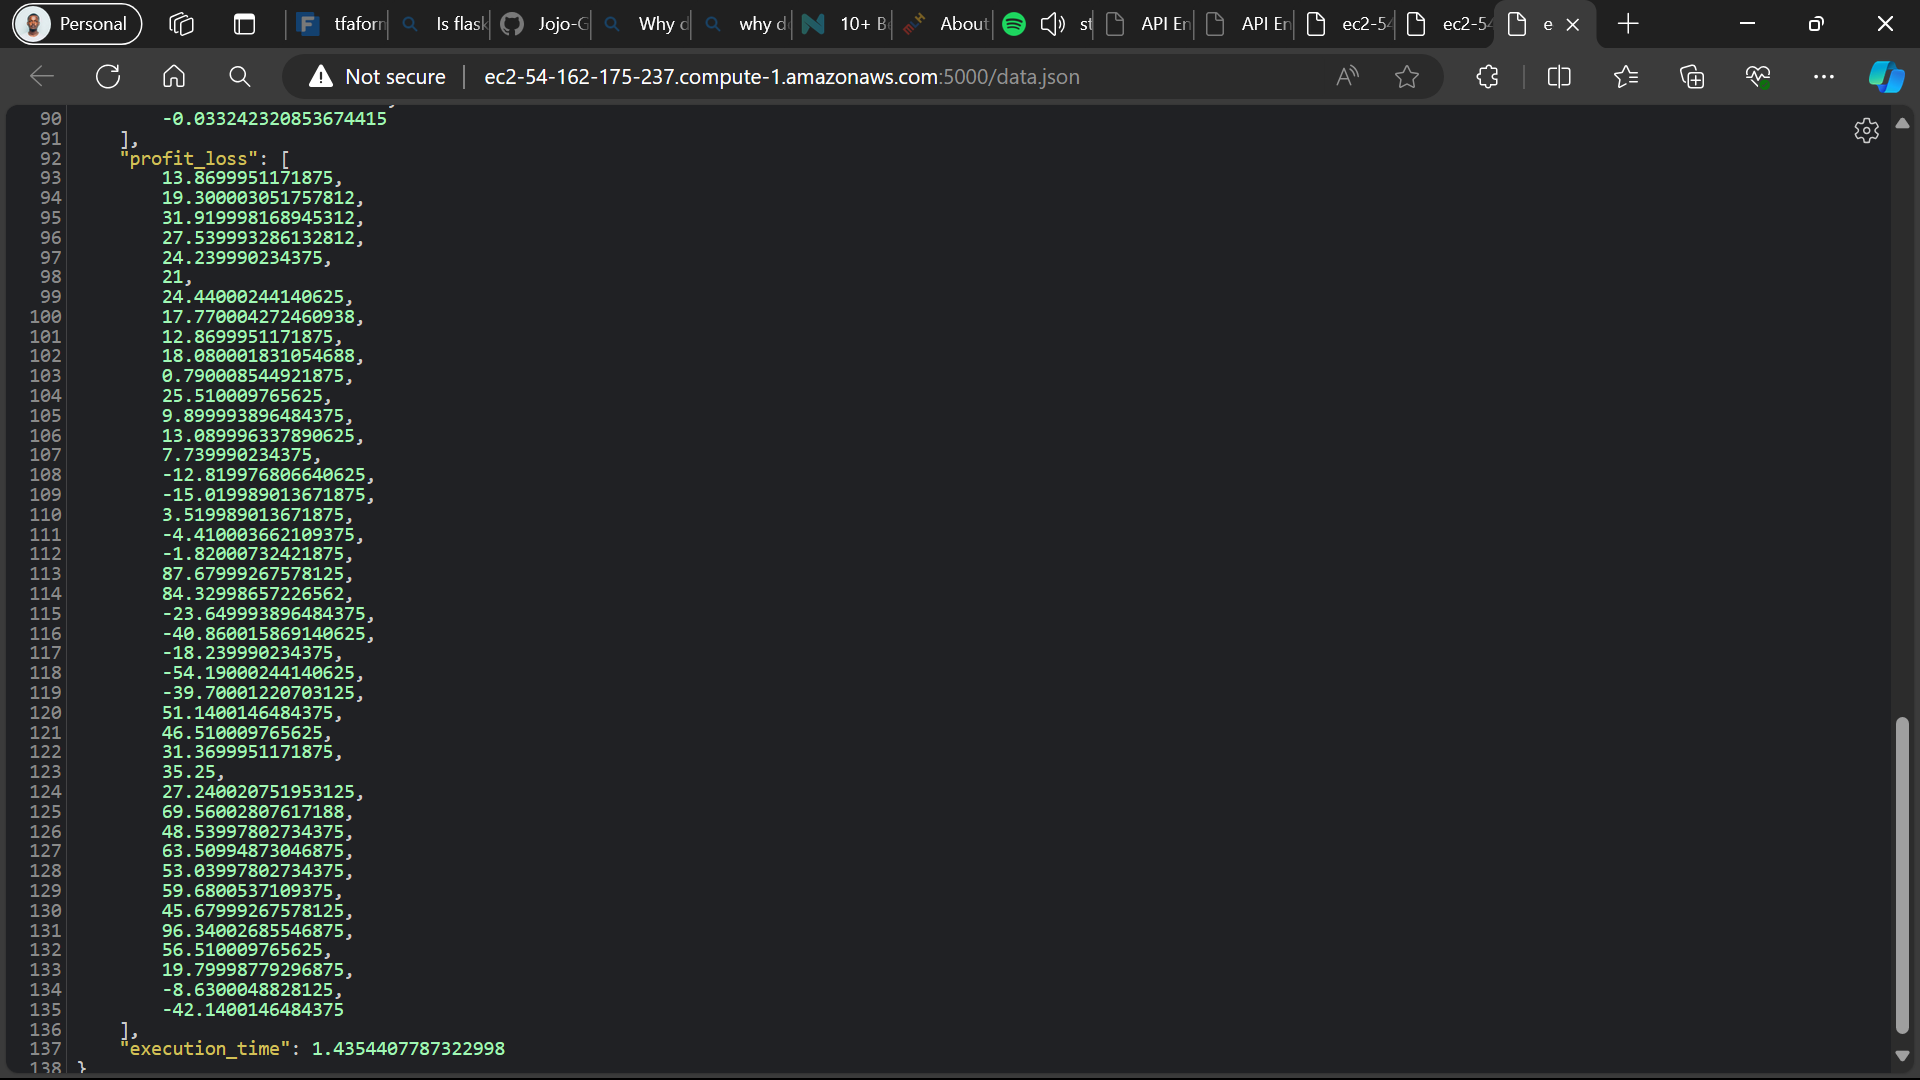 Personal
tfaforn
Is flask
Jojo-G
Why d
why d
10+ B
About
st
API En
API En
ec2-54
ec2-54
e
Not secure
ec2-54-162-175-237.compute-1.amazonaws.com:5000/data.json
90 -0.033242320853674415
91 ],
92 "profit_loss": [
93 13.8699951171875,
94 19.300003051757812,
95 31.919998168945312,
96 27.539993286132812,
97 24.239990234375,
98 21,
99 24.44000244140625,
100 17.770004272460938,
101 12.8699951171875,
102 18.080001831054688,
103 0.790008544921875,
104 25.510009765625,
105 9.899993896484375,
106 13.089996337890625,
107 7.739990234375,
108 -12.819976806640625,
109 -15.019989013671875,
110 3.519989013671875,
111 -4.410003662109375,
112 -1.82000732421875,
113 87.67999267578125,
114 84.32998657226562,
115 -23.649993896484375,
116 -40.860015869140625,
117 -18.239990234375,
118 -54.19000244140625,
119 -39.70001220703125,
120 51.1400146484375,
121 46.510009765625,
122 31.3699951171875,
123 35.25,
124 27.240020751953125,
125 69.56002807617188,
126 48.53997802734375,
127 63.50994873046875,
128 53.03997802734375,
129 59.6800537109375,
130 45.67999267578125,
131 96.34002685546875,
132 56.510009765625,
133 19.79998779296875,
134 -8.6300048828125,
135 -42.1400146484375
136 ],
137 "execution_time": 1.4354407787322998
138 }